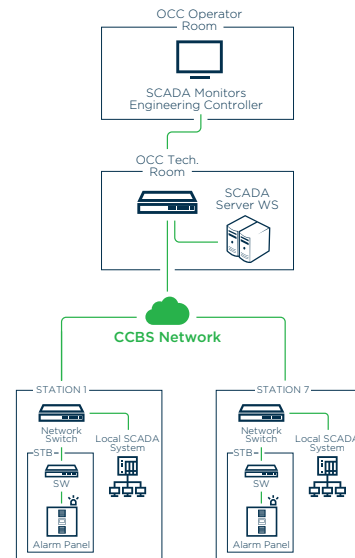 OCC Operator
Room
SCADA Monitors
Engineering Controller
OCC Tech.
Room
SCADA
Server WS
CCBS Network
STATION 1
Network
Switch
Local SCADA
System
STB
SW
Alarm Panel
STATION 7
Network
Switch
Local SCADA
System
STB
SW
Alarm Panel